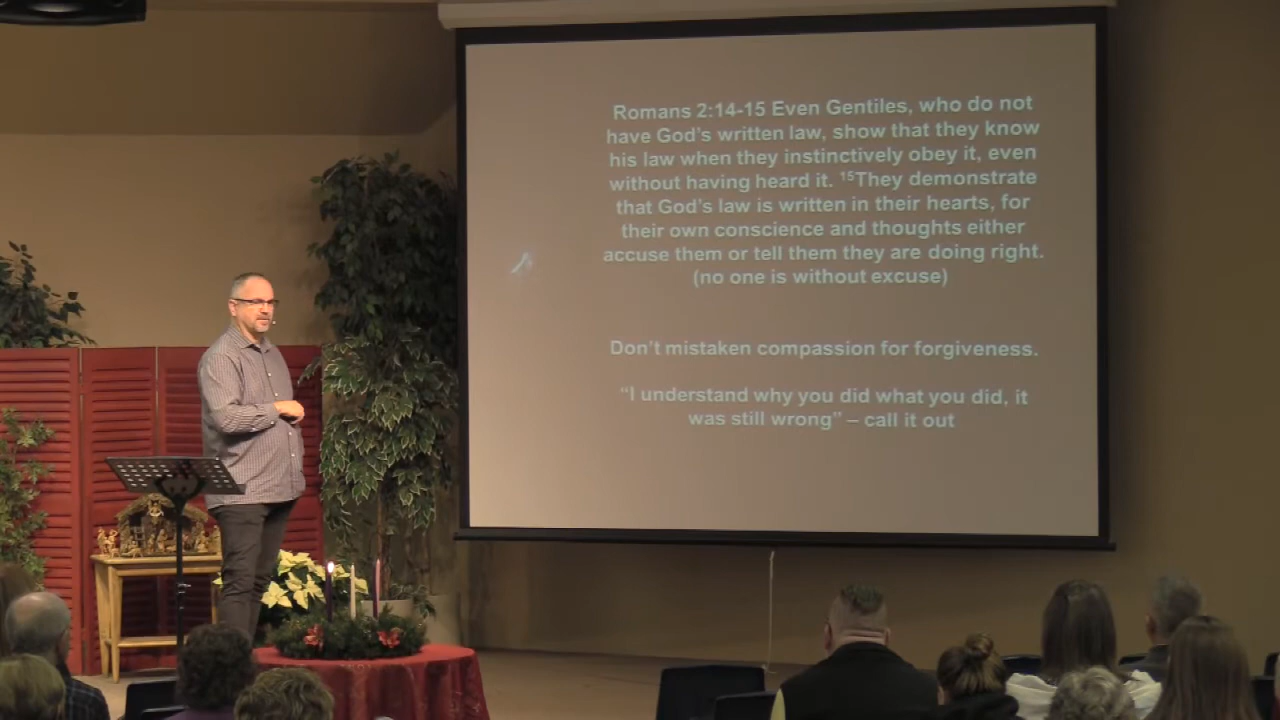 Romans 2:14-15 Even Gentiles, who do not
have God's written law, show that they know
his law when they instinctively obey it, even
without having heard it. ¹⁵They demonstrate
that God's law is written in their hearts, for
their own conscience and thoughts either
accuse them or tell them they are doing right.
(no one is without excuse)
Don't mistaken compassion for forgiveness.
“I understand why you did what you did, it
was still wrong” – call it out